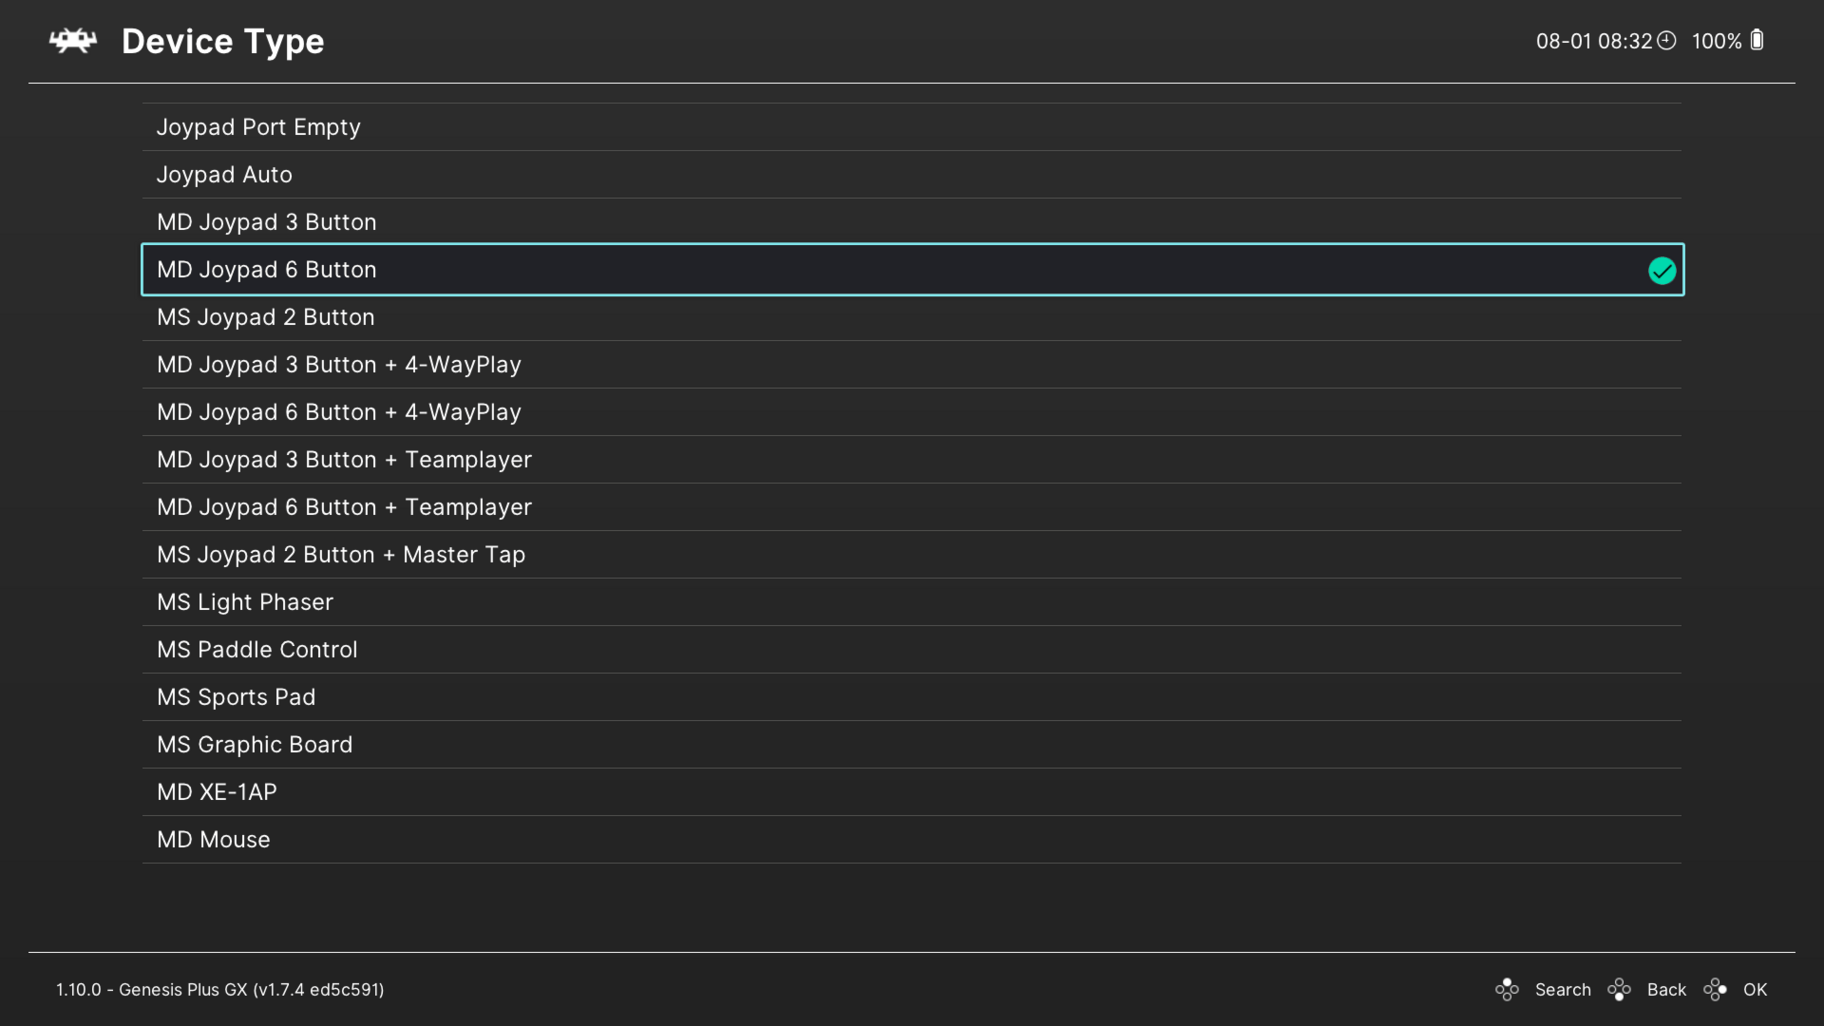 Device Type
08-01 08:32 100%
Joypad Port Empty
Joypad Auto
MD Joypad 3 Button
MD Joypad 6 Button
MS Joypad 2 Button
MD Joypad 3 Button + 4-WayPlay
MD Joypad 6 Button + 4-WayPlay
MD Joypad 3 Button + Teamplayer
MD Joypad 6 Button + Teamplayer
MS Joypad 2 Button + Master Tap
MS Light Phaser
MS Paddle Control
MS Sports Pad
MS Graphic Board
MD XE-1AP
MD Mouse
1.10.0 - Genesis Plus GX (v1.7.4 ed5c591)
Search Back OK